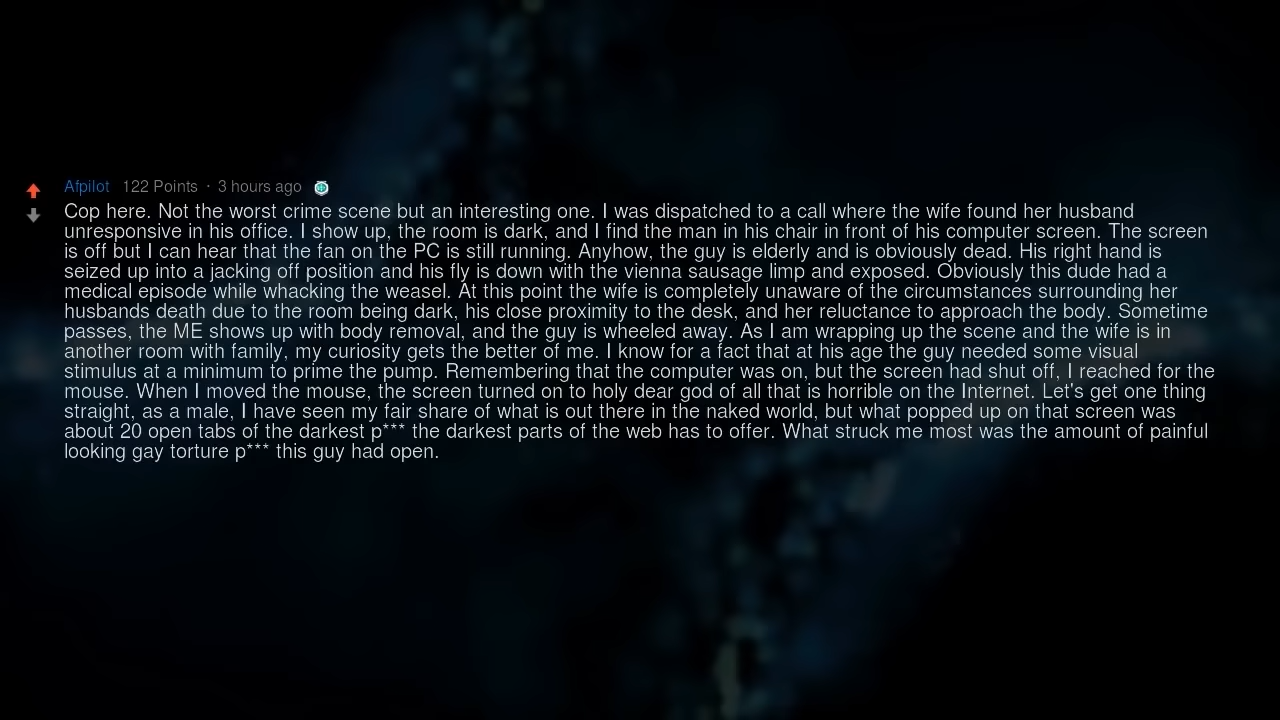 Afpilot 122 Points · 3 hours ago
Cop here. Not the worst crime scene but an interesting one. I was dispatched to a call where the wife found her husband
unresponsive in his office. I show up, the room is dark, and I find the man in his chair in front of his computer screen. The screen
is off but I can hear that the fan on the PC is still running. Anyhow, the guy is elderly and is obviously dead. His right hand is
seized up into a jacking off position and his fly is down with the vienna sausage limp and exposed. Obviously this dude had a
medical episode while whacking the weasel. At this point the wife is completely unaware of the circumstances surrounding her
husbands death due to the room being dark, his close proximity to the desk, and her reluctance to approach the body. Sometime
passes, the ME shows up with body removal, and the guy is wheeled away. As I am wrapping up the scene and the wife is in
another room with family, my curiosity gets the better of me. I know for a fact that at his age the guy needed some visual
stimulus at a minimum to prime the pump. Remembering that the computer was on, but the screen had shut off, I reached for the
mouse. When I moved the mouse, the screen turned on to holy dear god of all that is horrible on the Internet. Let's get one thing
straight, as a male, I have seen my fair share of what is out there in the naked world, but what popped up on that screen was
about 20 open tabs of the darkest p*** the darkest parts of the web has to offer. What struck me most was the amount of painful
looking gay torture p*** this guy had open.